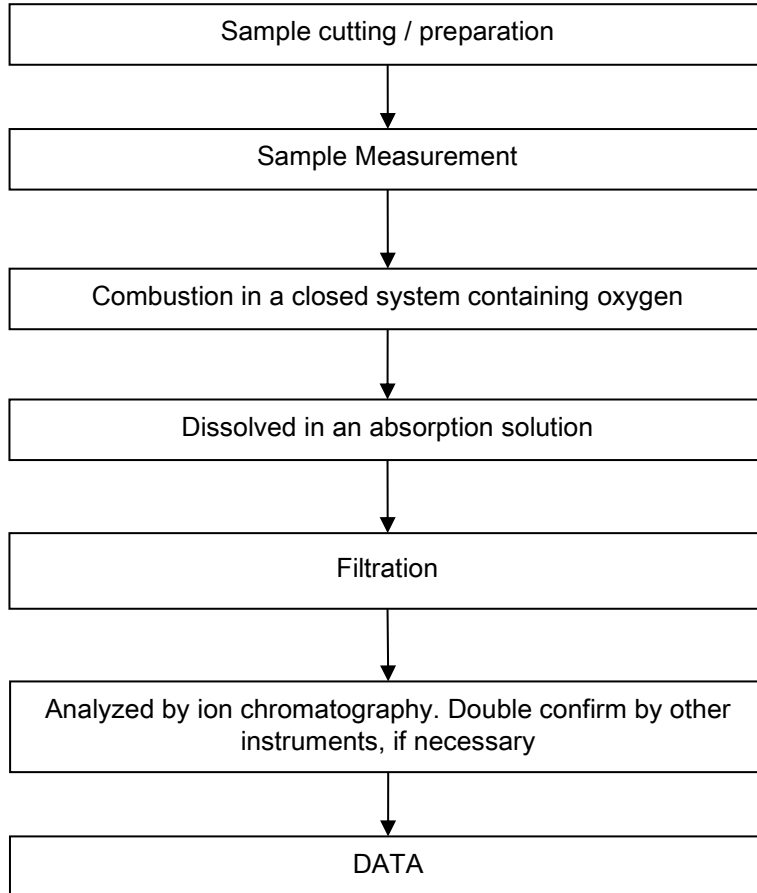 Sample cutting / preparation
Sample Measurement
Combustion in a closed system containing oxygen
Dissolved in an absorption solution
Filtration
Analyzed by ion chromatography. Double confirm by other
instruments, if necessary
DATA